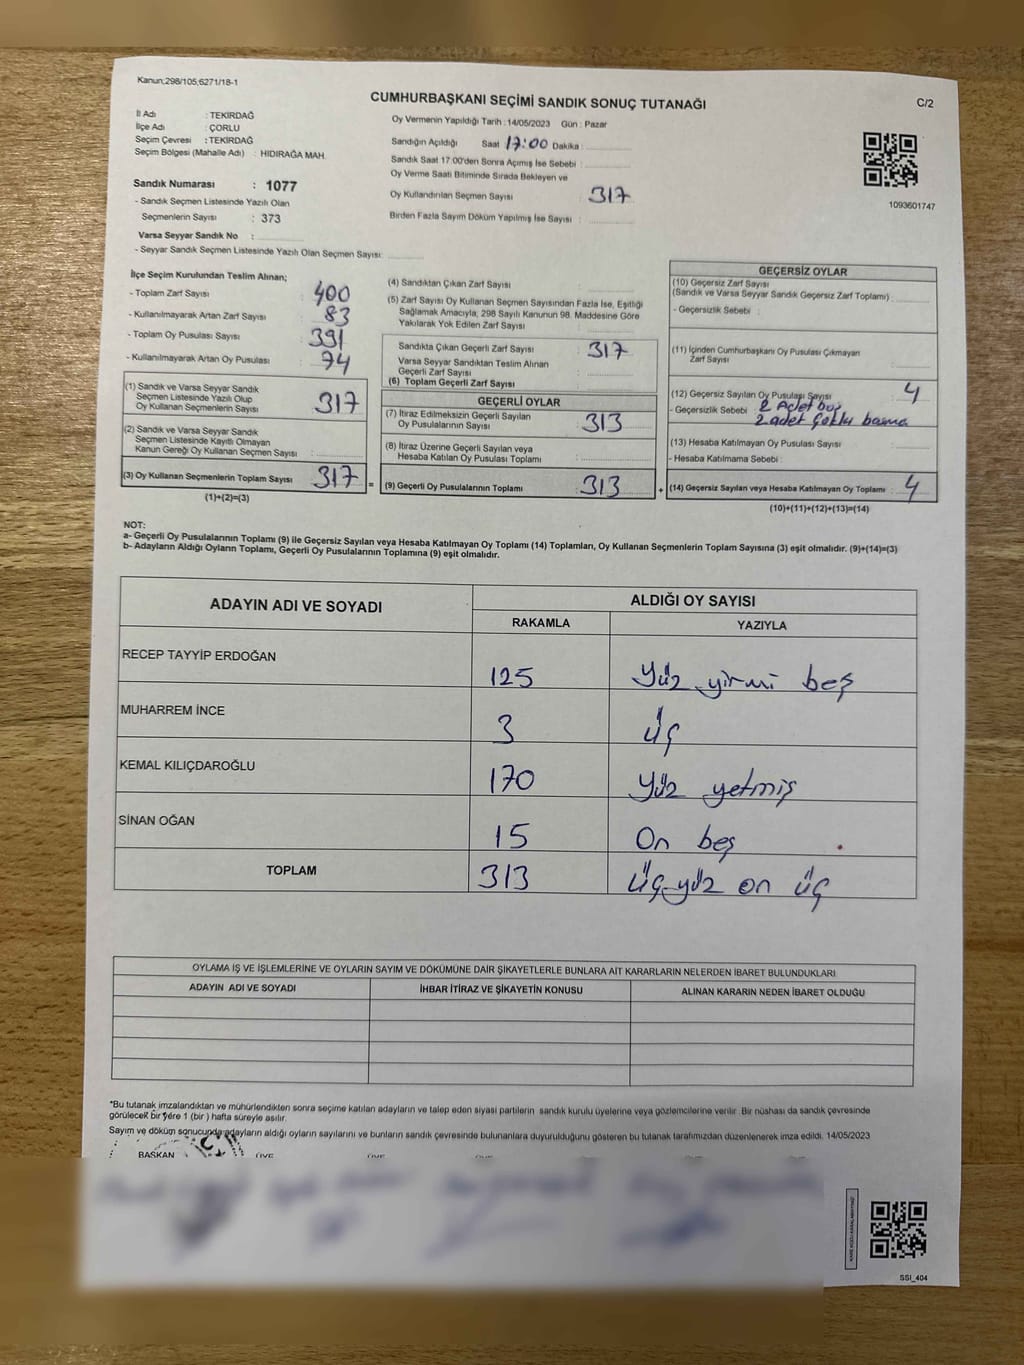 Kanun;298/105;6271/18-1
CUMHURBAŞKANI SEÇİMİ SANDIK SONUÇ TUTANAĞI
C/2
İl Adı : TEKİRDAĞ
İlçe Adı : ÇORLU
Seçim Çevresi : TEKİRDAĞ
Seçim Bölgesi (Mahalle Adı) : HIDIRAĞA MAH.
Sandık Numarası : 1077
- Sandık Seçmen Listesinde Yazılı Olan
Seçmenlerin Sayısı : 373
Varsa Seyyar Sandık No :
- Seyyar Sandık Seçmen Listesinde Yazılı Olan Seçmen Sayısı:
Oy Vermenin Yapıldığı Tarih : 14/05/2023 Gün : Pazar
Sandığın Açıldığı Saat 17:00 Dakika :
Sandık Saat 17:00'den Sonra Açımış İse Sebebi :
Oy Verme Saati Bitiminde Sırada Bekleyen ve
Oy Kullandırılan Seçmen Sayısı : 317
Birden Fazla Sayım Döküm Yapılmış İse Sayısı :
1093601747
İlçe Seçim Kurulundan Teslim Alınan;
- Toplam Zarf Sayısı : 400
- Kullanılmayarak Artan Zarf Sayısı : 83
- Toplam Oy Pusulası Sayısı : 391
- Kullanılmayarak Artan Oy Pusulası : 74
(1) Sandık ve Varsa Seyyar Sandık
Seçmen Listesinde Yazılı Olup
Oy Kullanan Seçmenlerin Sayısı : 317
(2) Sandık ve Varsa Seyyar Sandık
Seçmen Listesinde Kayıtlı Olmayan
Kanun Gereği Oy Kullanan Seçmen Sayısı :
(3) Oy Kullanan Seçmenlerin Toplam Sayısı : 317 =
(1)+(2)=(3)
(4) Sandıktan Çıkan Zarf Sayısı :
(5) Zarf Sayısı Oy Kullanan Seçmen Sayısından Fazla İse, Eşitliği
Sağlamak Amacıyla; 298 Sayılı Kanunun 98. Maddesine Göre
Yakılarak Yok Edilen Zarf Sayısı :
Sandıkta Çıkan Geçerli Zarf Sayısı : 317
Varsa Seyyar Sandıktan Teslim Alınan
Geçerli Zarf Sayısı :
(6) Toplam Geçerli Zarf Sayısı :
GEÇERLİ OYLAR
(7) İtiraz Edilmeksizin Geçerli Sayılan
Oy Pusulalarının Sayısı : 313
(8) İtiraz Üzerine Geçerli Sayılan veya
Hesaba Katılan Oy Pusulası Toplamı :
(9) Geçerli Oy Pusulalarının Toplamı : 313 +
GEÇERSİZ OYLAR
(10) Geçersiz Zarf Sayısı
(Sandık ve Varsa Seyyar Sandık Geçersiz Zarf Toplamı) :
- Geçersizlik Sebebi :
(11) İçinden Cumhurbaşkanı Oy Pusulası Çıkmayan
Zarf Sayısı :
(12) Geçersiz Sayılan Oy Pusulası Sayısı : 4
- Geçersizlik Sebebi : 2 Adet boş
2 adet çoklu basma
(13) Hesaba Katılmayan Oy Pusulası Sayısı :
- Hesaba Katılmama Sebebi :
(14) Geçersiz Sayılan veya Hesaba Katılmayan Oy Toplamı : 4
(10)+(11)+(12)+(13)=(14)
NOT:
a- Geçerli Oy Pusulalarının Toplamı (9) ile Geçersiz Sayılan veya Hesaba Katılmayan Oy Toplamı (14) Toplamları, Oy Kullanan Seçmenlerin Toplam Sayısına (3) eşit olmalıdır. (9)+(14)=(3)
b- Adayların Aldığı Oyların Toplamı, Geçerli Oy Pusulalarının Toplamına (9) eşit olmalıdır.
ADAYIN ADI VE SOYADI ALDIĞI OY SAYISI
RAKAMLA YAZIYLA
RECEP TAYYİP ERDOĞAN 125 Yüz yirmi beş
MUHARREM İNCE 3 üç
KEMAL KILIÇDAROĞLU 170 Yüz yetmiş
SİNAN OĞAN 15 On beş
TOPLAM 313 üç yüz on üç
OYLAMA İŞ VE İŞLEMLERİNE VE OYLARIN SAYIM VE DÖKÜMÜNE DAİR ŞİKAYETLERLE BUNLARA AİT KARARLARIN NELERDEN İBARET BULUNDUKLARI
ADAYIN ADI VE SOYADI İHBAR İTİRAZ VE ŞİKAYETİN KONUSU ALINAN KARARIN NEDEN İBARET OLDUĞU
*Bu tutanak imzalandıktan ve mühürlendikten sonra seçime katılan adayların ve talep eden siyasi partilerin sandık kurulu üyelerine veya gözlemcilerine verilir. Bir nüshası da sandık çevresinde
görülecek bir yere 1 (bir) hafta süreyle asılır.
Sayım ve döküm sonucunda adayların aldığı oyların sayılarını ve bunların sandık çevresinde bulunanlara duyurulduğunu gösteren bu tutanak tarafımızdan düzenlenerek imza edildi. 14/05/2023
BAŞKAN ÜYE ÜYE ÜYE ÜYE
SSI_404